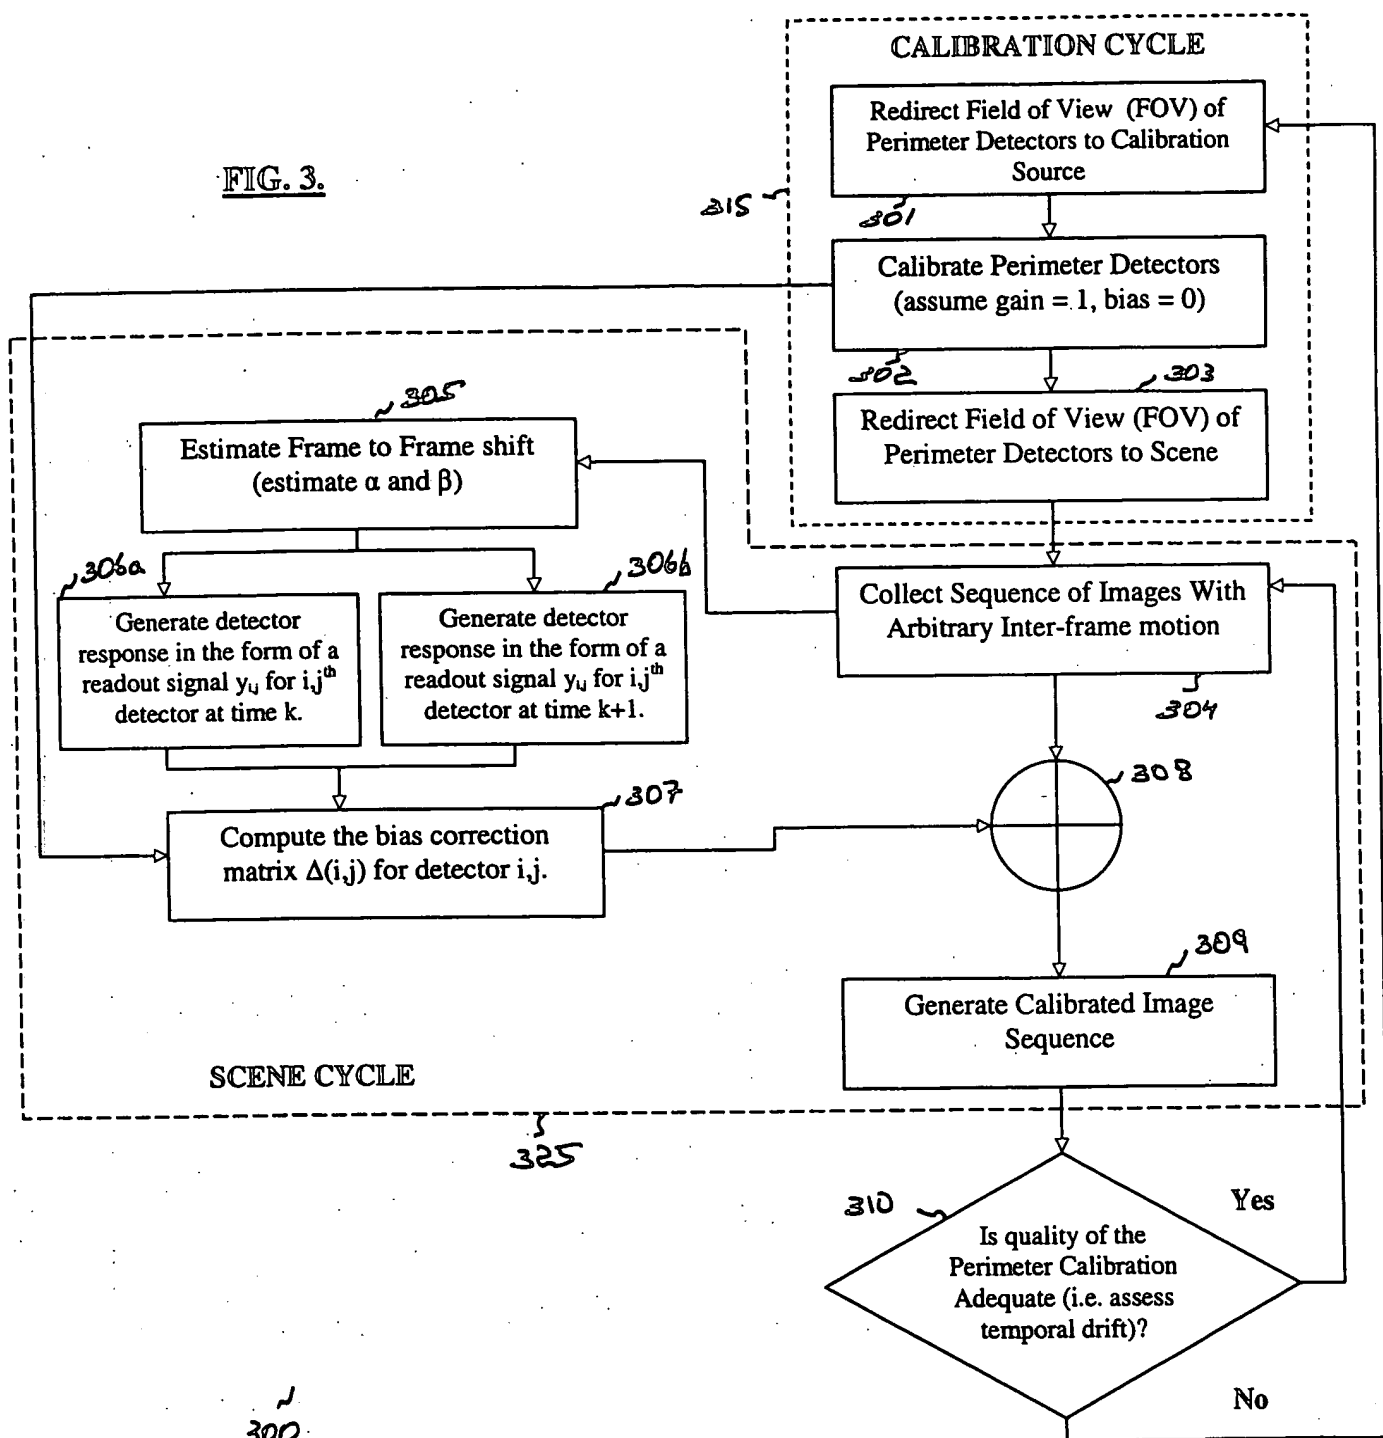 CALIBRATION CYCLE
Redirect Field of View (FOV) of
Perimeter Detectors to Calibration
Source
FIG. 3.
315
301
Calibrate Perimeter Detectors
(assume gain = 1, bias = 0)
302
303
305
Redirect Field of View (FOV) of
Perimeter Detectors to Scene
Estimate Frame to Frame shift
(estimate α and β)
306a
306b
Collect Sequence of Images With
Arbitrary Inter-frame motion
304
Generate detector
response in the form of a
readout signal yᵢ,ⱼ for i,jᵗʰ
detector at time k.
Generate detector
response in the form of a
readout signal yᵢ,ⱼ for i,jᵗʰ
detector at time k+1.
307
308
Compute the bias correction
matrix Δ(i,j) for detector i,j.
309
Generate Calibrated Image
Sequence
SCENE CYCLE
325
310
Yes
Is quality of the
Perimeter Calibration
Adequate (i.e. assess
temporal drift)?
No
300